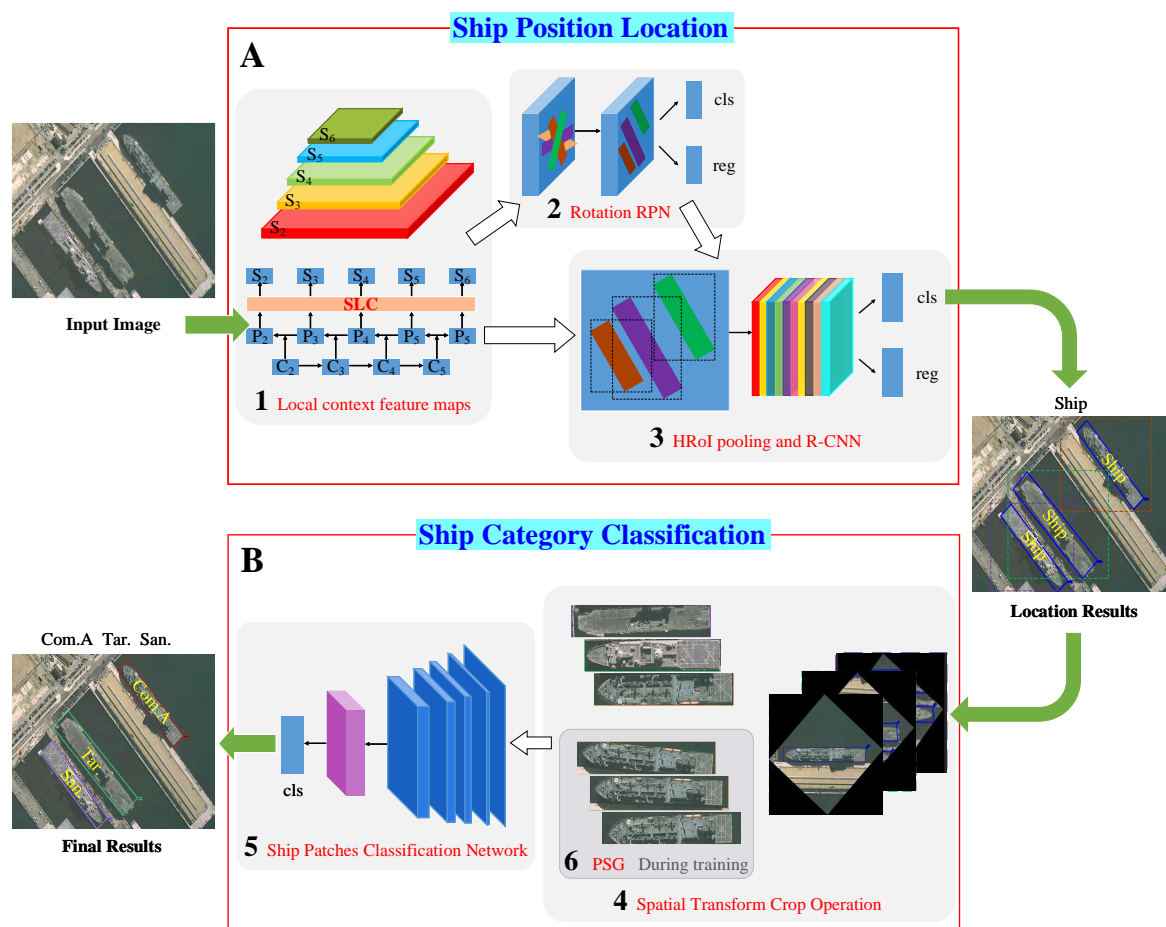 Ship Position Location
A
S6
S5
S4
S3
S2
cls
reg
2 Rotation RPN
S2 S3 S4 S5 S6
SLC
P2 P3 P4 P5 P5
C2 C3 C4 C5
1 Local context feature maps
Input Image
cls
reg
3 HRoI pooling and R-CNN
Ship
Ship
Ship
Ship
Location Results
Ship Category Classification
B
Com.A Tar. San.
Com.A
Tar.
San.
Final Results
cls
5 Ship Patches Classification Network
6 PSG During training
4 Spatial Transform Crop Operation